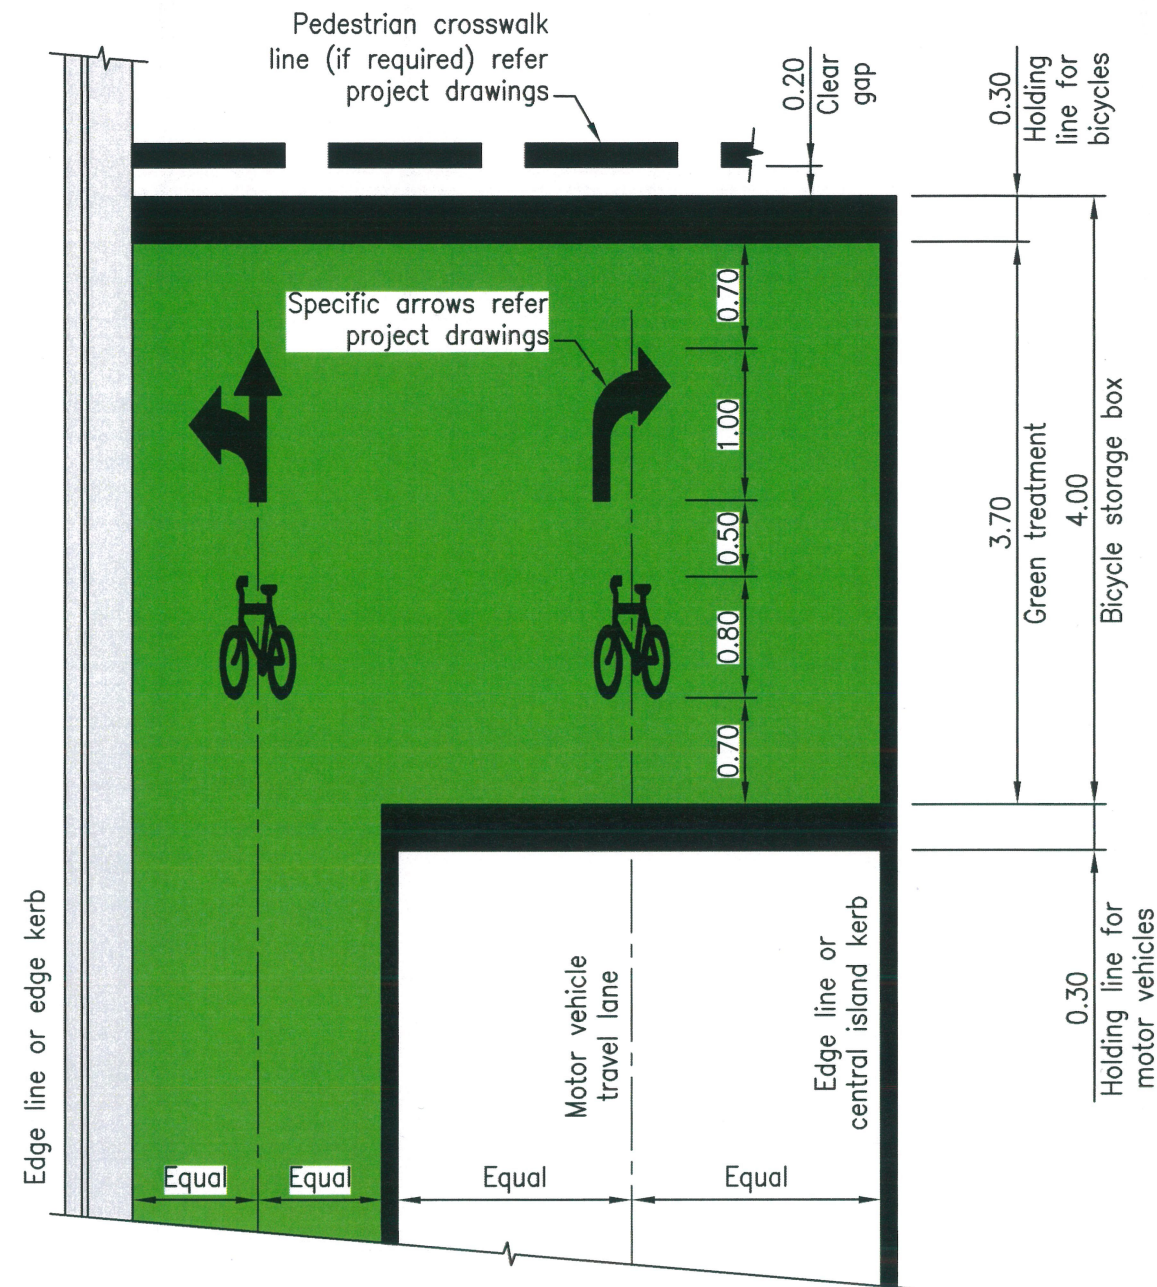 Pedestrian crosswalk
line (if required) refer
project drawings
0.20
Clear
gap
0.30
Holding
line for
bicycles
Specific arrows refer
project drawings
0.70
1.00
0.50
0.80
0.70
3.70
Green treatment
4.00
Bicycle storage box
Edge line or edge kerb
Motor vehicle
travel lane
Edge line or
central island kerb
0.30
Holding line for
motor vehicles
Equal
Equal
Equal
Equal